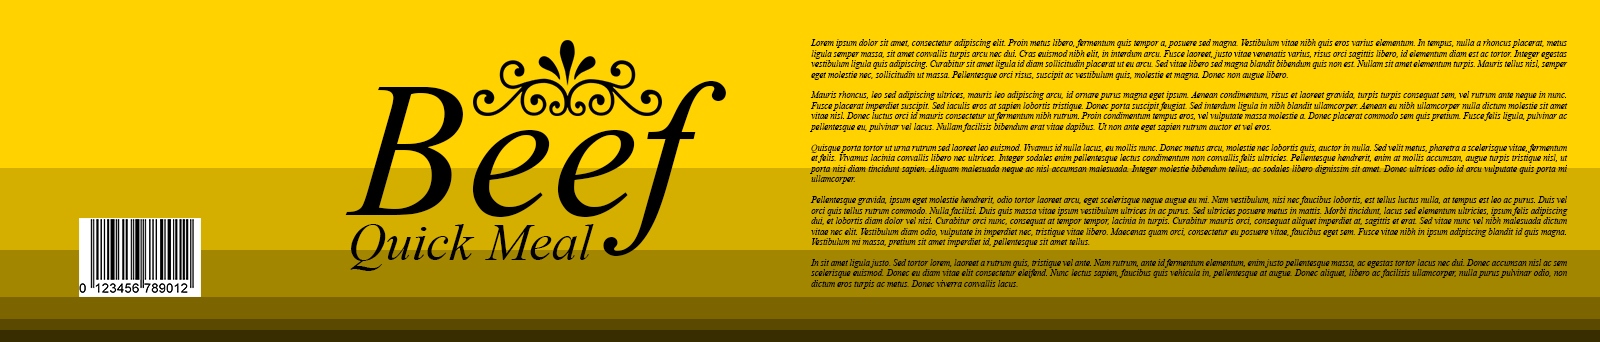 Beef
Quick Meal
0 123456 789012
Lorem ipsum dolor sit amet, consectetur adipiscing elit. Proin metus libero, fermentum quis tempor a, posuere sed magna. Vestibulum vitae nibh quis eros varius elementum. In tempus, nulla a rhoncus placerat, metus
ligula semper massa, sit amet convallis turpis arcu nec dui. Cras euismod nibh elit, in interdum arcu. Fusce laoreet, justo vitae venenatis varius, risus orci sagittis libero, id elementum diam est ac tortor. Integer egestas
vestibulum ligula quis adipiscing. Curabitur sit amet ligula id diam sollicitudin placerat ut eu arcu. Sed vitae libero sed magna blandit bibendum quis non est. Nullam sit amet elementum turpis. Mauris tellus nisl, semper
eget molestie nec, sollicitudin ut massa. Pellentesque orci risus, suscipit ac vestibulum quis, molestie et magna. Donec non augue libero.
Mauris rhoncus, leo sed adipiscing ultrices, mauris leo adipiscing arcu, id ornare purus magna eget ipsum. Aenean condimentum, risus et laoreet gravida, turpis turpis consequat sem, vel rutrum ante neque in nunc.
Fusce placerat imperdiet suscipit. Sed iaculis eros at sapien lobortis tristique. Donec porta suscipit feugiat. Sed interdum ligula in nibh blandit ullamcorper. Aenean eu nibh ullamcorper nulla dictum molestie sit amet
vitae nisl. Donec luctus orci id mauris consectetur ut fermentum nibh rutrum. Proin condimentum tempus eros, vel vulputate massa molestie a. Donec placerat commodo sem quis pretium. Fusce felis ligula, pulvinar ac
pellentesque eu, pulvinar vel lacus. Nullam facilisis bibendum erat vitae dapibus. Ut non ante eget sapien rutrum auctor et vel eros.
Quisque porta tortor ut urna rutrum sed laoreet leo euismod. Vivamus id nulla lacus, eu mollis nunc. Donec metus arcu, molestie nec lobortis quis, auctor in nulla. Sed velit metus, pharetra a scelerisque vitae, fermentum
et felis. Vivamus lacinia convallis libero nec ultrices. Integer sodales enim pellentesque lectus condimentum non convallis felis ultricies. Pellentesque hendrerit, enim at mollis accumsan, augue turpis tristique nisl, ut
porta nisi diam tincidunt sapien. Aliquam malesuada neque ac nisl accumsan malesuada. Integer molestie bibendum tellus, ac sodales libero dignissim sit amet. Donec ultrices odio id arcu vulputate quis porta mi
ullamcorper.
Pellentesque gravida, ipsum eget molestie hendrerit, odio tortor laoreet arcu, eget scelerisque neque augue eu mi. Nam vestibulum, nisi nec faucibus lobortis, est tellus luctus nulla, at tempus est leo ac purus. Duis vel
orci quis tellus rutrum commodo. Nulla facilisi. Duis quis massa vitae ipsum vestibulum ultrices in ac purus. Sed ultricies posuere metus in mattis. Morbi tincidunt, lacus sed elementum ultricies, ipsum felis adipiscing
dui, et lobortis diam dolor vel nisi. Curabitur orci nunc, consequat at tempor tempor, lacinia in turpis. Curabitur mauris orci, consequat aliquet imperdiet at, sagittis et erat. Sed vitae nunc vel nibh malesuada dictum
vitae nec elit. Vestibulum diam odio, vulputate in imperdiet nec, tristique vitae libero. Maecenas quam orci, consectetur eu posuere vitae, faucibus eget sem. Fusce vitae nibh in ipsum adipiscing blandit id quis magna.
Vestibulum mi massa, pretium sit amet imperdiet id, pellentesque sit amet tellus.
In sit amet ligula justo. Sed tortor lorem, laoreet a rutrum quis, tristique vel ante. Nam rutrum, ante id fermentum elementum, enim justo pellentesque massa, ac egestas tortor lacus nec dui. Donec accumsan nisl ac sem
scelerisque euismod. Donec eu diam vitae elit consectetur eleifend. Nunc lectus sapien, faucibus quis vehicula in, pellentesque at augue. Donec aliquet, libero ac facilisis ullamcorper, nulla purus pulvinar odio, non
dictum eros turpis ac metus. Donec viverra convallis lacus.